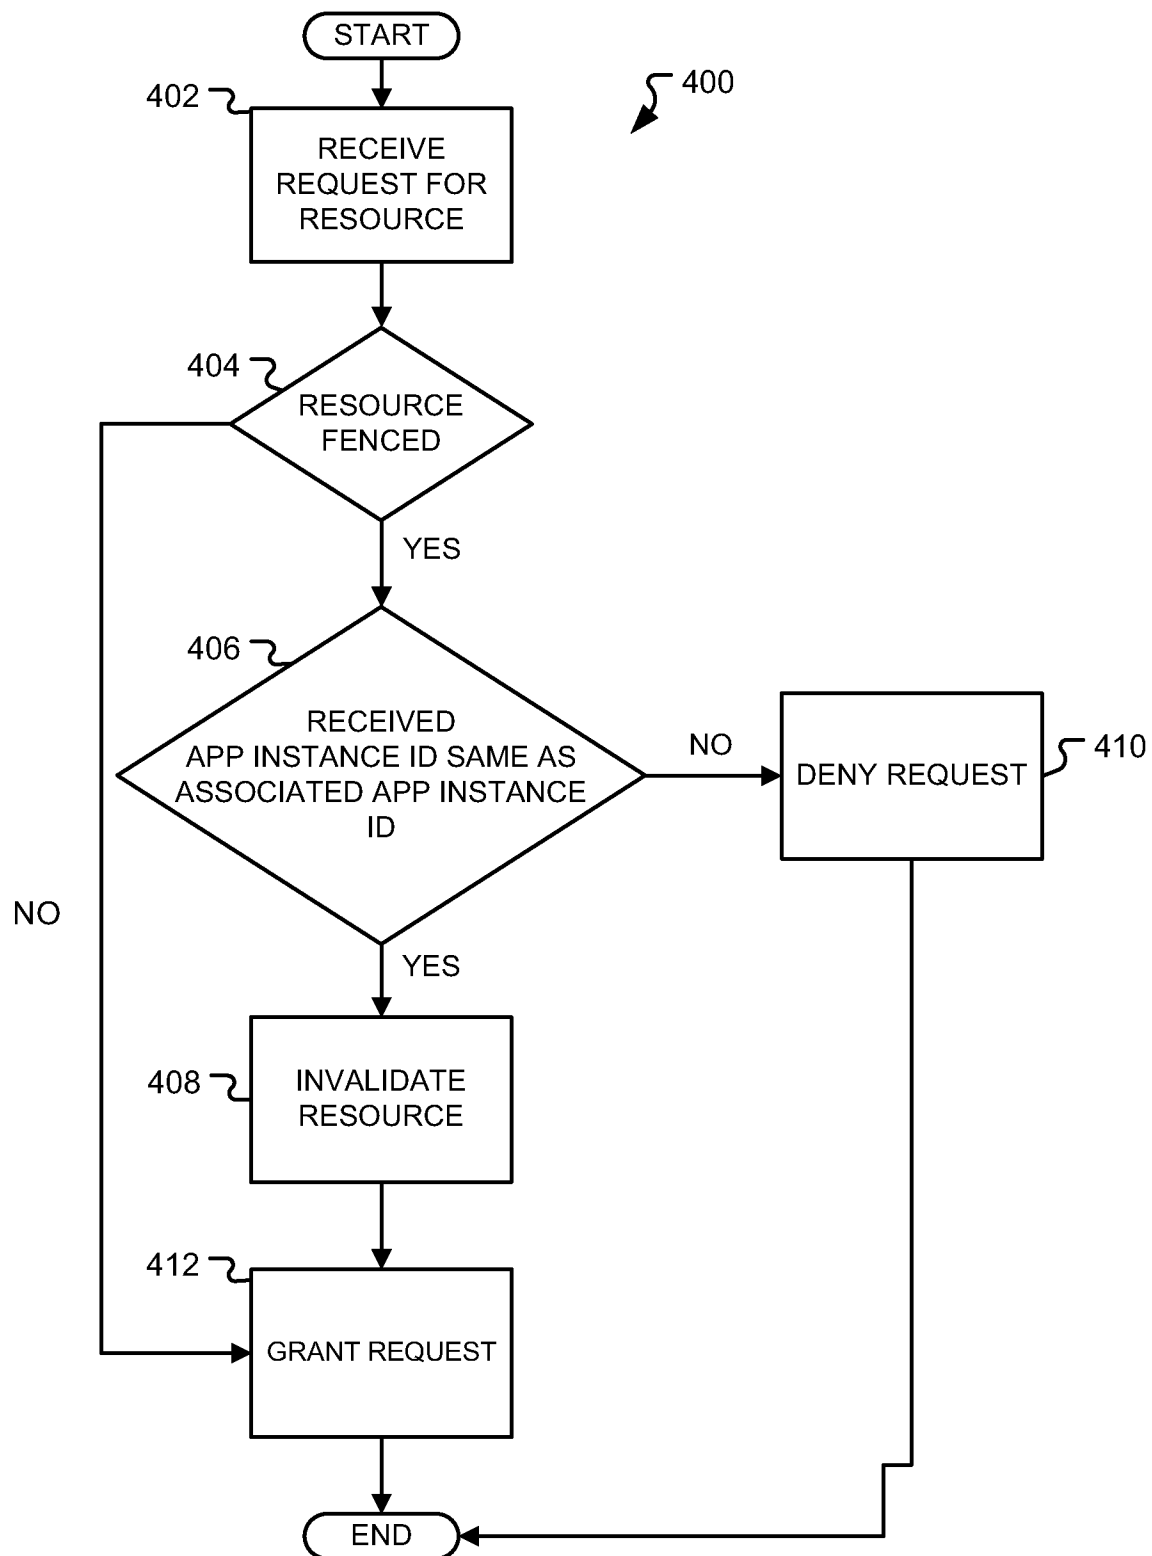 START
400
402
RECEIVE
REQUEST FOR
RESOURCE
404
RESOURCE
FENCED
YES
406
RECEIVED
APP INSTANCE ID SAME AS
ASSOCIATED APP INSTANCE
ID
NO
DENY REQUEST
410
NO
YES
408
INVALIDATE
RESOURCE
412
GRANT REQUEST
END